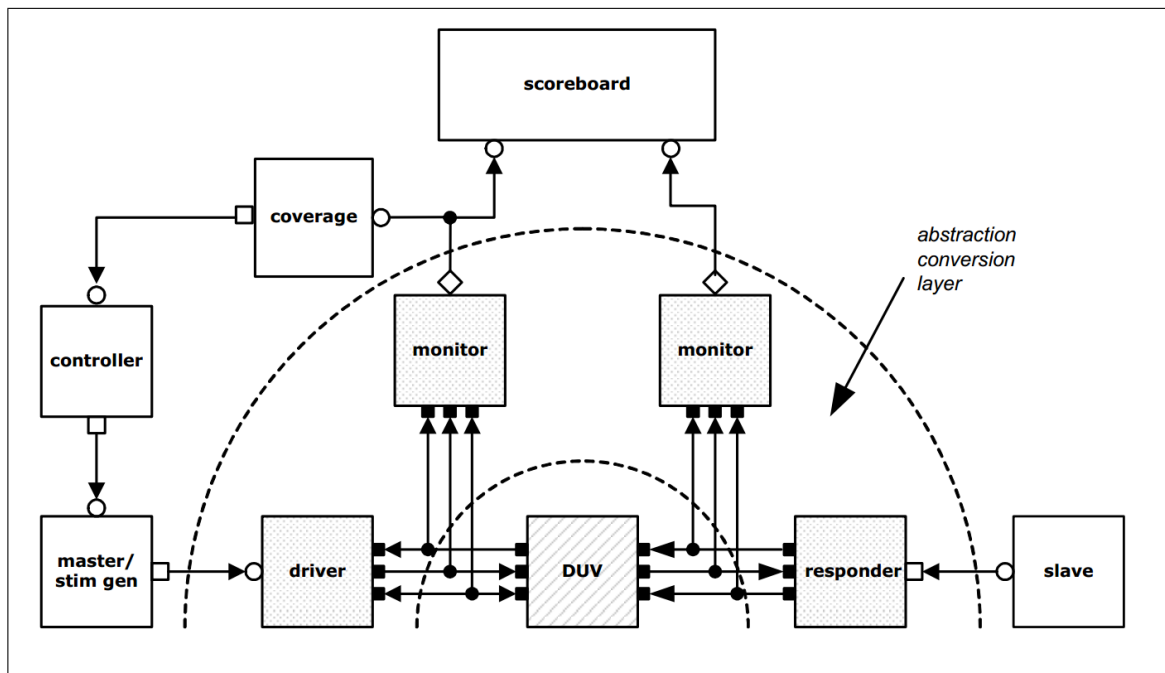 scoreboard
coverage
abstraction
conversion
layer
controller
monitor
monitor
master/
stim gen
driver
DUV
responder
slave